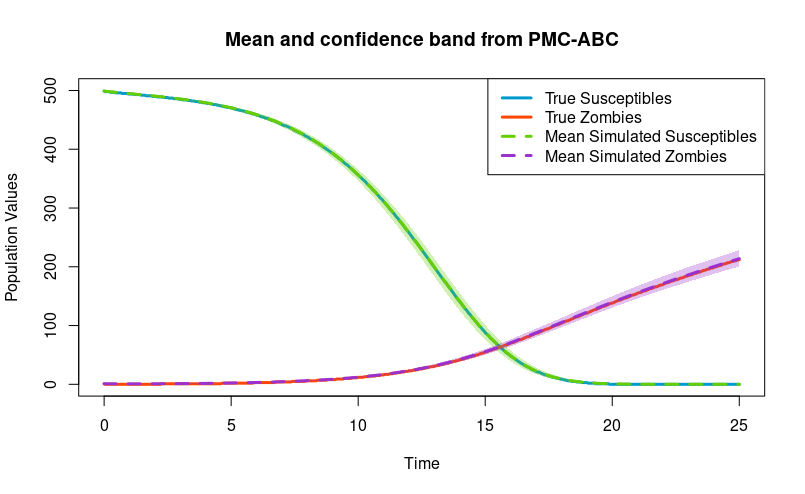 Mean and confidence band from PMC-ABC
True Susceptibles
True Zombies
Mean Simulated Susceptibles
Mean Simulated Zombies
Population Values
500
400
300
200
100
0
0 5 10 15 20 25
Time